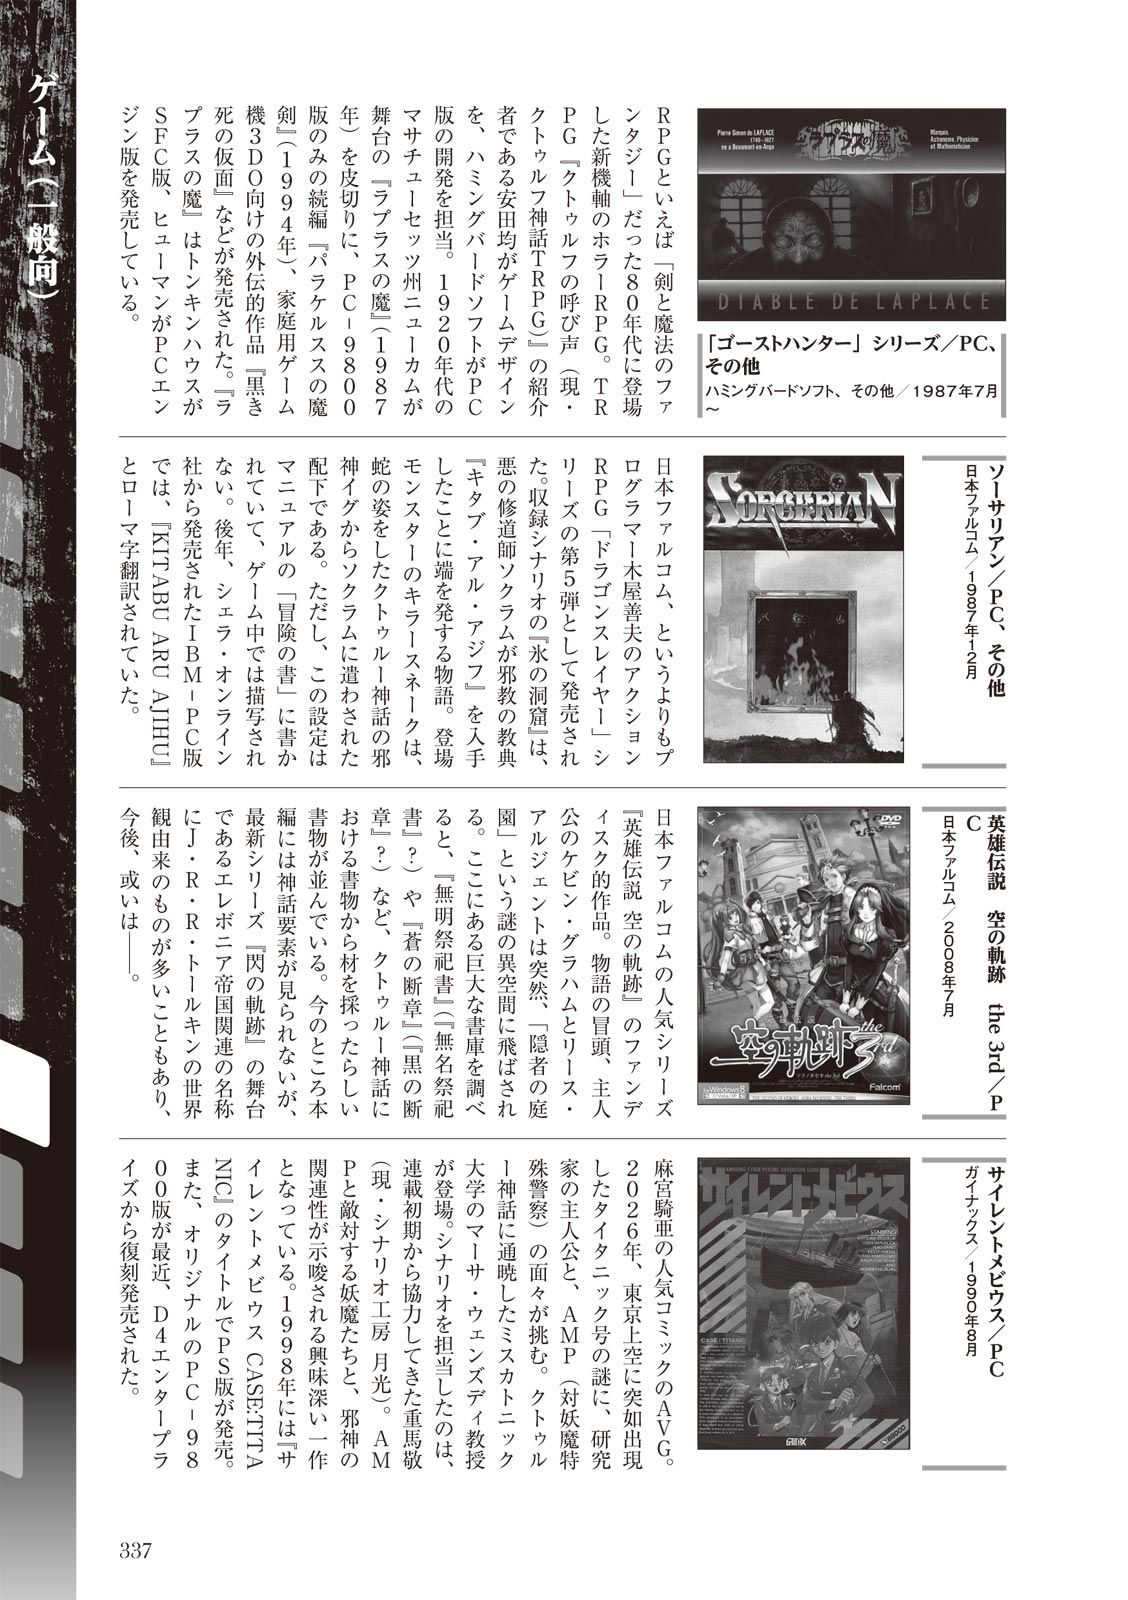 ゲーム(一般向)
Pierre Simon de LAPLACE
1749–1827
ne à Beaumont-en-Auge
ラプラスの魔
Marquis
Astronome, Physicien
et Mathematicien
DIABLE DE LAPLACE
「ゴーストハンター」シリーズ／PC、
その他
ハミングバードソフト、その他／1987年7月
～
RPGといえば「剣と魔法のファ
ンタジー」だった80年代に登場
した新機軸のホラーRPG。TR
PG『クトゥルフの呼び声（現・
クトゥルフ神話TRPG）』の紹介
者である安田均がゲームデザイン
を、ハミングバードソフトがPC
版の開発を担当。1920年代の
マサチューセッツ州ニューカムが
舞台の『ラプラスの魔』（1987
年）を皮切りに、PC-9800
版のみの続編『パラケルススの魔
剣』（1994年）、家庭用ゲーム
機3DO向けの外伝的作品『黒き
死の仮面』などが発売された。『ラ
プラスの魔』はトンキンハウスが
SFC版、ヒューマンがPCエン
ジン版を発売している。
ソーサリアン／PC、その他
日本ファルコム／1987年12月
SORCERIAN
日本ファルコム、というよりもプ
ログラマー木屋善夫のアクション
RPG「ドラゴンスレイヤー」シ
リーズの第5弾として発売され
た。収録シナリオの『氷の洞窟』は、
悪の修道師ソクラムが邪教の教典
『キタブ・アル・アジフ』を入手
したことに端を発する物語。登場
モンスターのキラースネークは、
蛇の姿をしたクトゥルー神話の邪
神イグからソクラムに遣わされた
配下である。ただし、この設定は
マニュアルの「冒険の書」に書か
れていて、ゲーム中では描写され
ない。後年、シェラ・オンライン
社から発売されたIBM-PC版
では、『KITABU ARU AJIHU』
とローマ字翻訳されていた。
英雄伝説　空の軌跡　the 3rd／P
C
日本ファルコム／2008年7月
DVD
空の軌跡 the 3rd
for Windows8
Falcom
日本ファルコムの人気シリーズ
『英雄伝説 空の軌跡』のファンデ
ィスク的作品。物語の冒頭、主人
公のケビン・グラハムとリース・
アルジェントは突然、「隠者の庭
園」という謎の異空間に飛ばされ
る。ここにある巨大な書庫を調べ
ると、『無明祭祀書』（『無名祭祀
書』？）や『蒼の断章』（『黒の断
章』？）など、クトゥルー神話に
おける書物から材を採ったらしい
書物が並んでいる。今のところ本
編には神話要素が見られないが、
最新シリーズ『閃の軌跡』の舞台
であるエレボニア帝国関連の名称
にJ・R・R・トールキンの世界
観由来のものが多いこともあり、
今後、或いは――。
サイレントメビウス／PC
ガイナックス／1990年8月
AMUSING CYBER PSYCHIC ADVENTURE GAME
サイレントメビウス
STARRING
CASE: TITANIC
GAINAX
麻宮騎亜の人気コミックのAVG。
2026年、東京上空に突如出現
したタイタニック号の謎に、研究
家の主人公と、AMP（対妖魔特
殊警察）の面々が挑む。クトゥル
ー神話に通暁したミスカトニック
大学のマーサ・ウェンズディ教授
が登場。シナリオを担当したのは、
連載初期から協力してきた重馬敬
（現・シナリオ工房 月光）。AM
Pと敵対する妖魔たちと、邪神の
関連性が示唆される興味深い一作
となっている。1998年には『サ
イレントメビウス CASE:TITA
NIC』のタイトルでPS版が発売。
また、オリジナルのPC-98
00版が最近、D4エンタープラ
イズから復刻発売された。
337